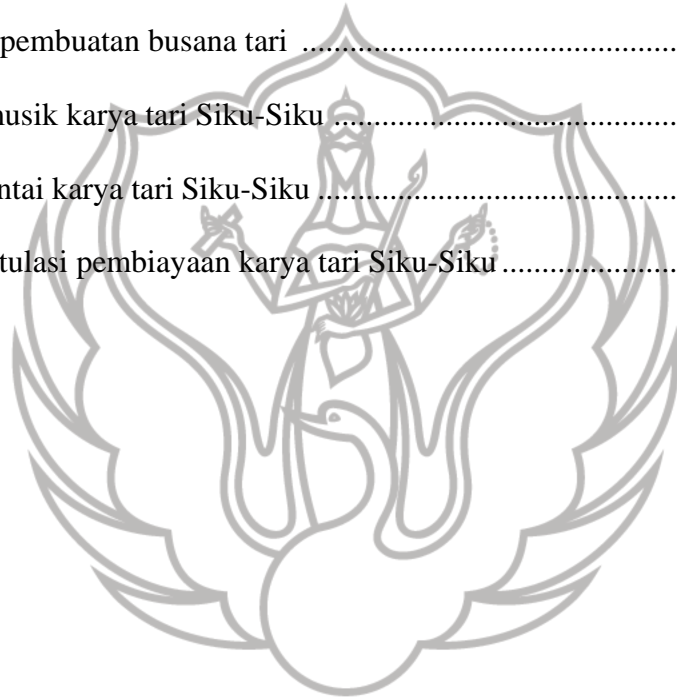 pembuatan busana tari ................................................
musik karya tari Siku-Siku ............................................
ntai karya tari Siku-Siku ..............................................
tulasi pembiayaan karya tari Siku-Siku ......................